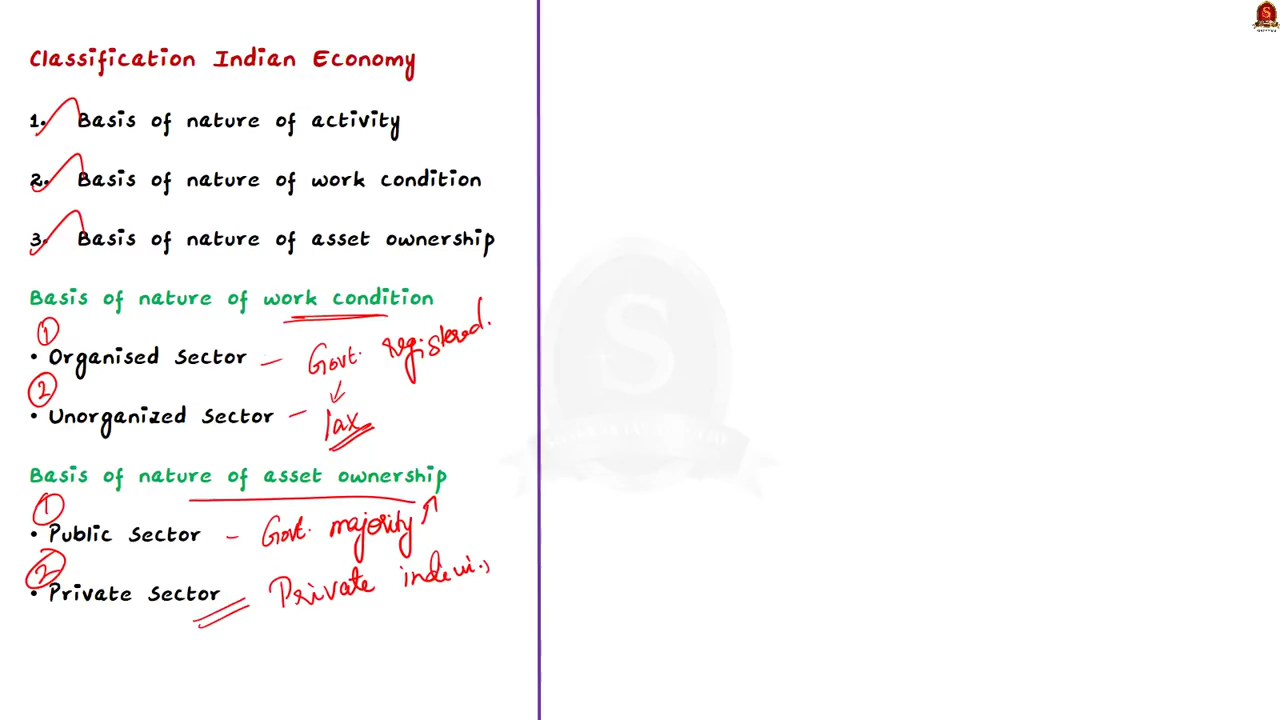 Classification Indian Economy
1. Basis of nature of activity
2. Basis of nature of work condition
3. Basis of nature of asset ownership
Basis of nature of work condition
1
• Organised Sector - Govt. registered.
2
• Unorganized Sector - Tax
Basis of nature of asset ownership
1
• Public Sector - Govt. majority
2
• Private Sector Private
S